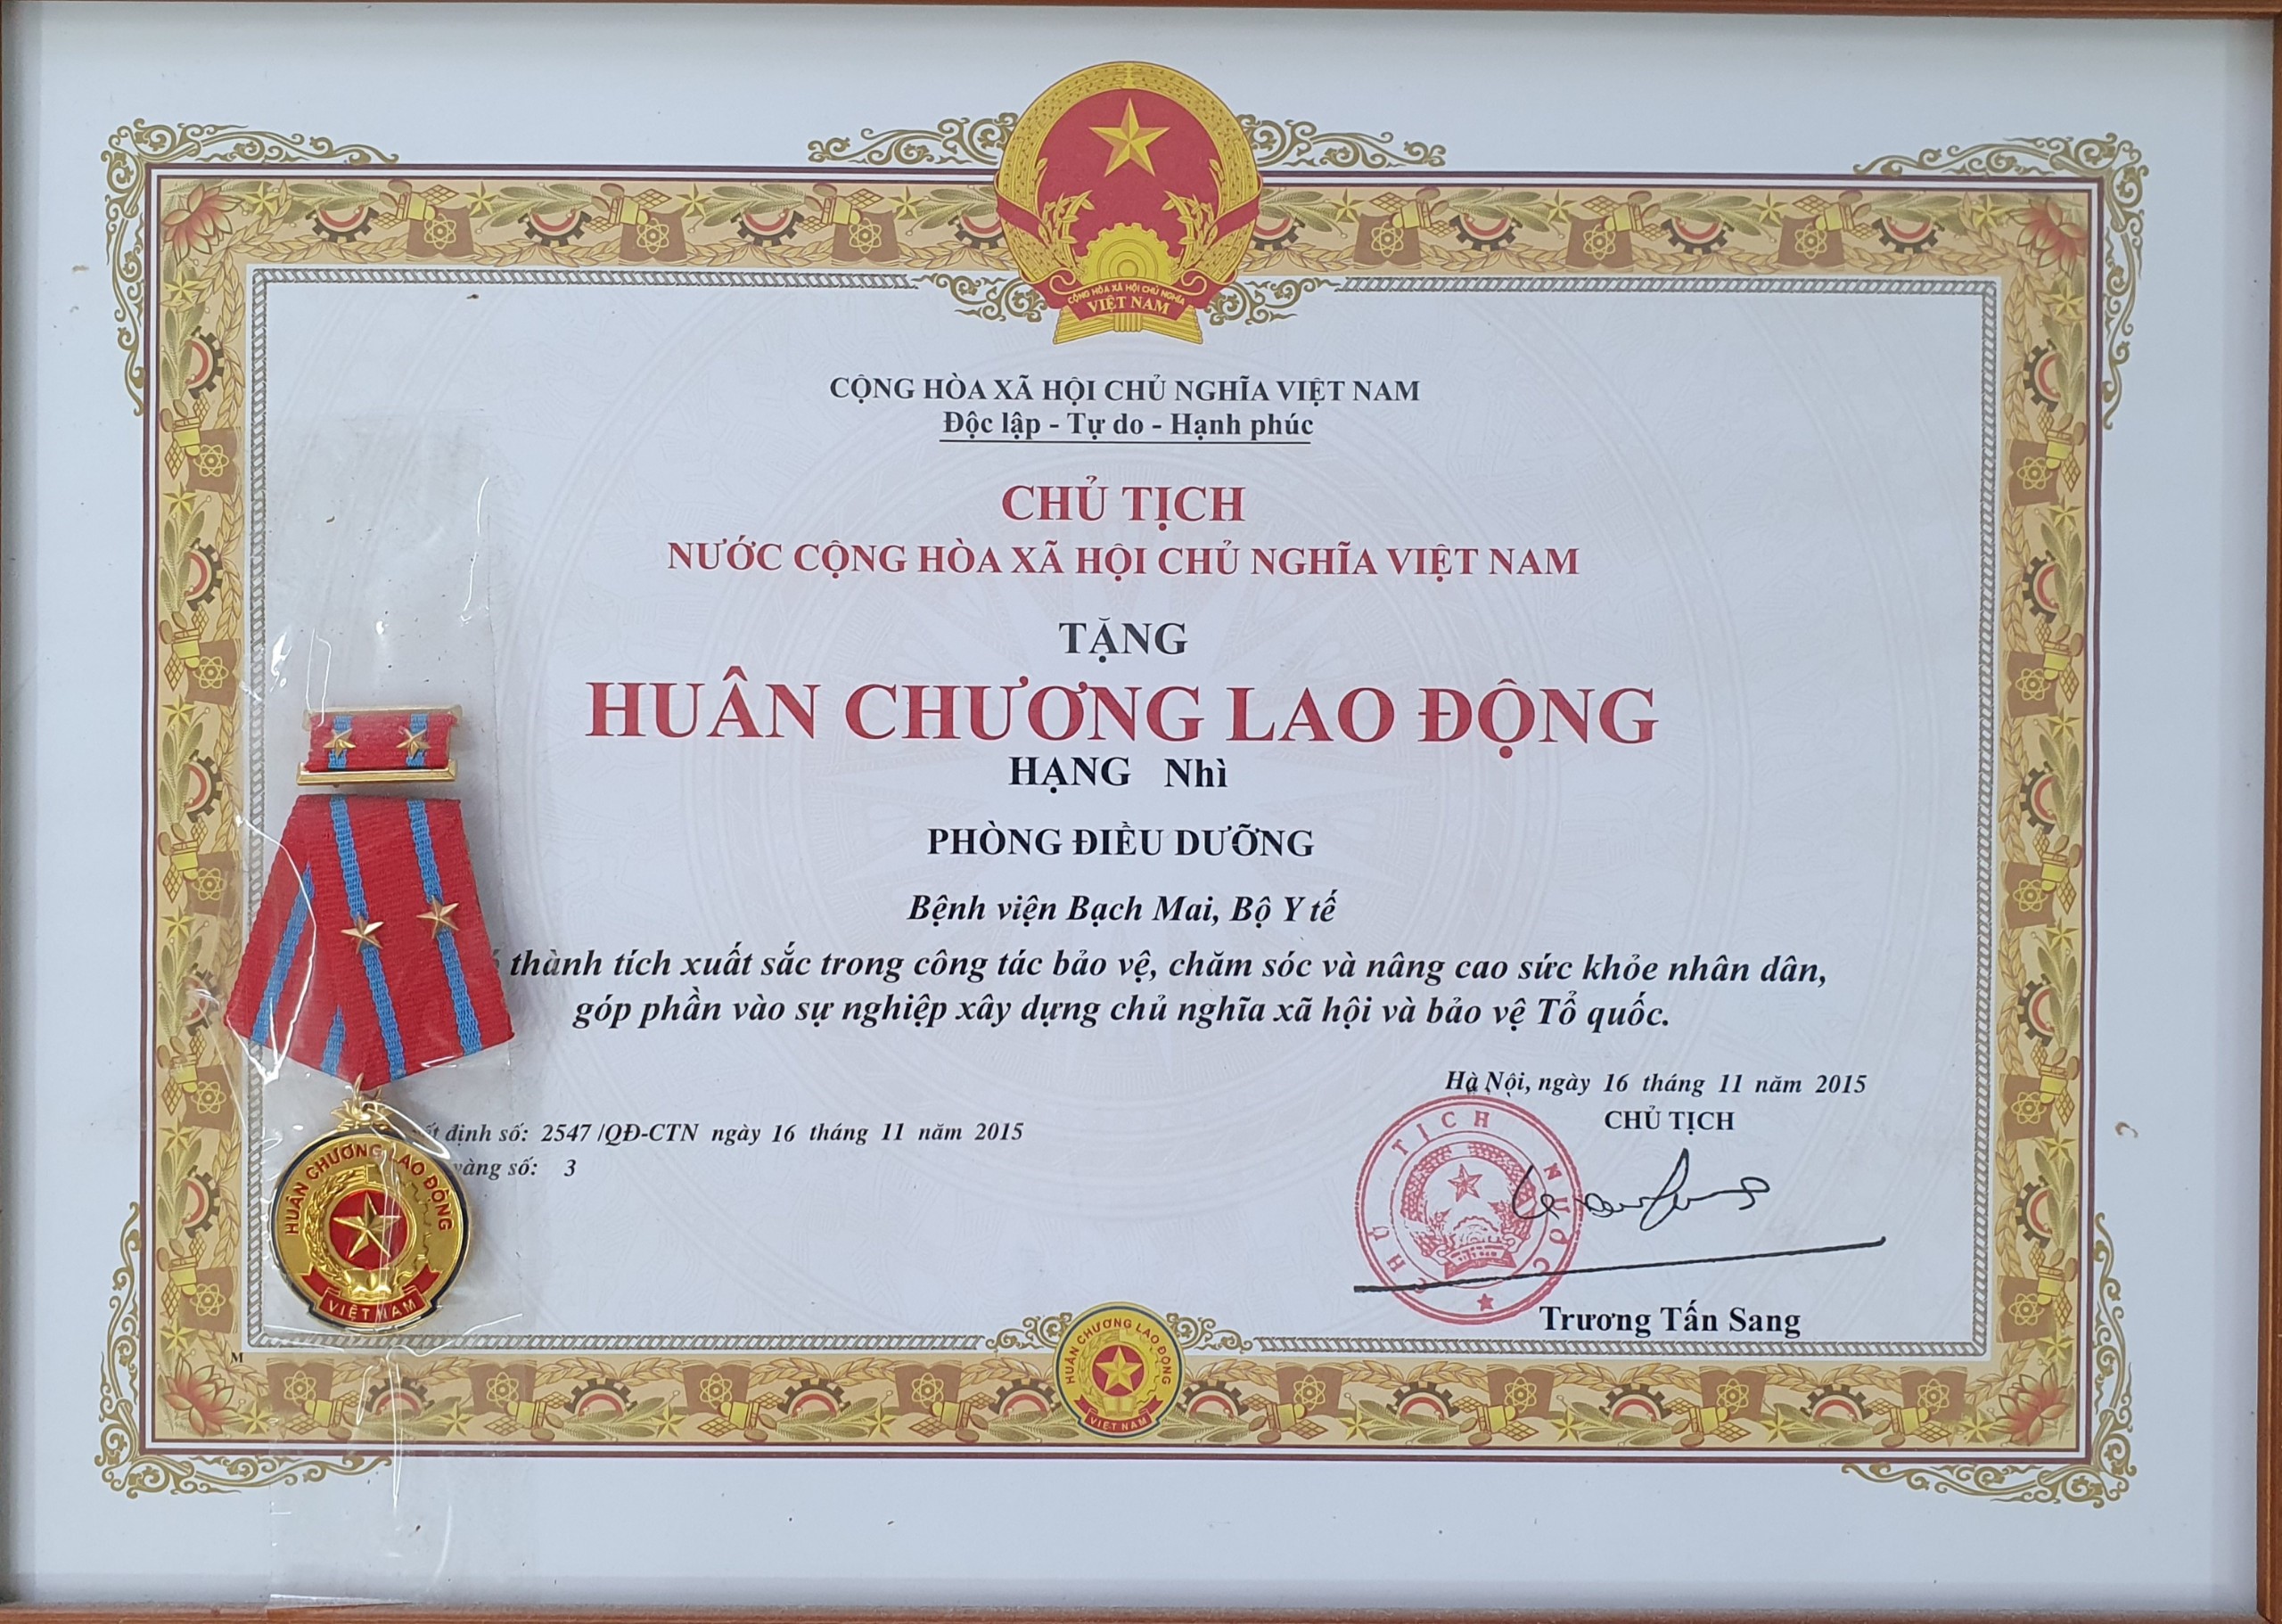 CỘNG HÒA XÃ HỘI CHỦ NGHĨA
VIỆT NAM
CỘNG HÒA XÃ HỘI CHỦ NGHĨA VIỆT NAM
Độc lập - Tự do - Hạnh phúc
CHỦ TỊCH
NƯỚC CỘNG HÒA XÃ HỘI CHỦ NGHĨA VIỆT NAM
TẶNG
HUÂN CHƯƠNG LAO ĐỘNG
HẠNG Nhì
PHÒNG ĐIỀU DƯỠNG
Bệnh viện Bạch Mai, Bộ Y tế
thành tích xuất sắc trong công tác bảo vệ, chăm sóc và nâng cao sức khỏe nhân dân,
góp phần vào sự nghiệp xây dựng chủ nghĩa xã hội và bảo vệ Tổ quốc.
Hà Nội, ngày 16 tháng 11 năm 2015
CHỦ TỊCH
định số: 2547 /QĐ-CTN ngày 16 tháng 11 năm 2015
vàng số: 3
HUÂN CHƯƠNG LAO ĐỘNG
VIỆT NAM
CHỦ TỊCH NƯỚC
VIỆT NAM
Trương Tấn Sang
M
HUÂN CHƯƠNG LAO ĐỘNG
VIỆT NAM